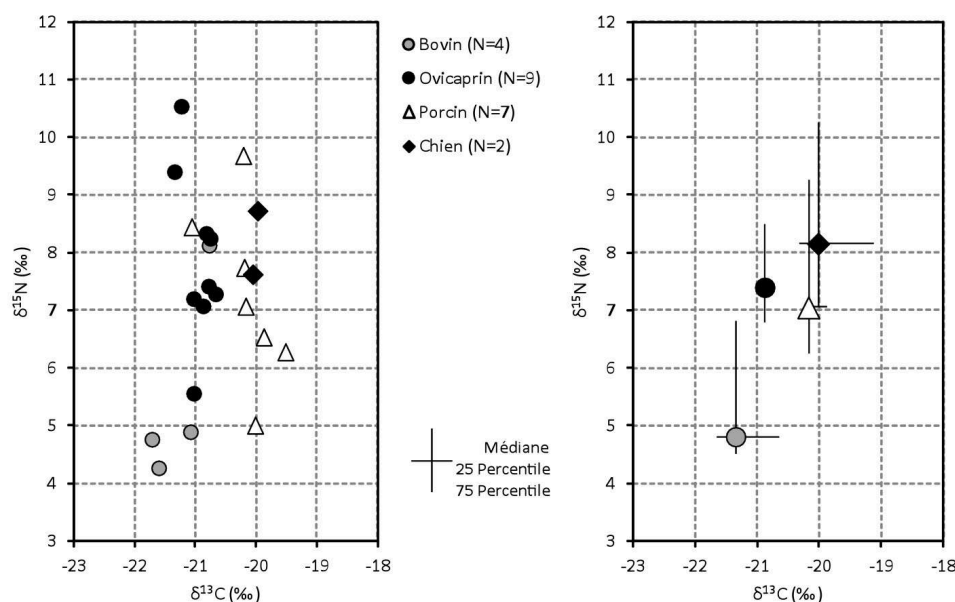 12
11
10
9
8
7
6
5
4
3
δ15N (‰)
-23 -22 -21 -20 -19 -18
δ13C (‰)
Bovin (N=4)
Ovicaprin (N=9)
Porcin (N=7)
Chien (N=2)
Médiane
25 Percentile
75 Percentile
12
11
10
9
8
7
6
5
4
3
δ15N (‰)
-23 -22 -21 -20 -19 -18
δ13C (‰)